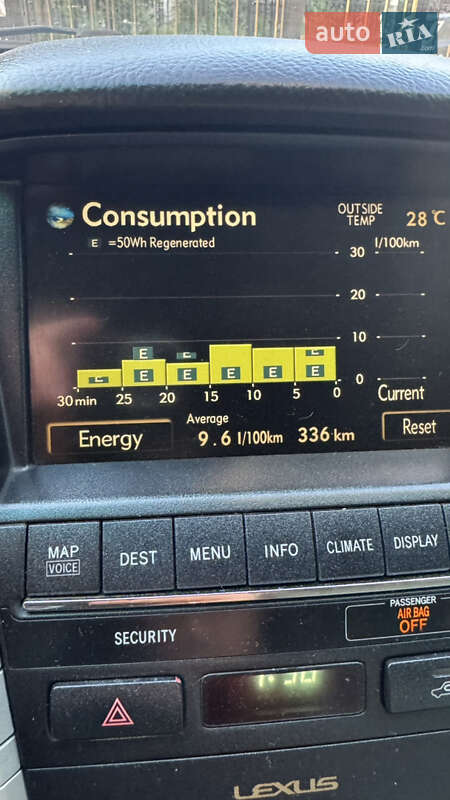 auto RIA .com
Consumption
OUTSIDE TEMP 28 °C
E =50Wh Regenerated
l/100km
30
20
10
0
E E
E E E E E
30 min 25 20 15 10 5 0
Current
Average
Energy 9.6 l/100km 336 km Reset
MAP VOICE DEST MENU INFO CLIMATE DISPLAY
PASSENGER
AIR BAG
OFF
SECURITY
LEXUS